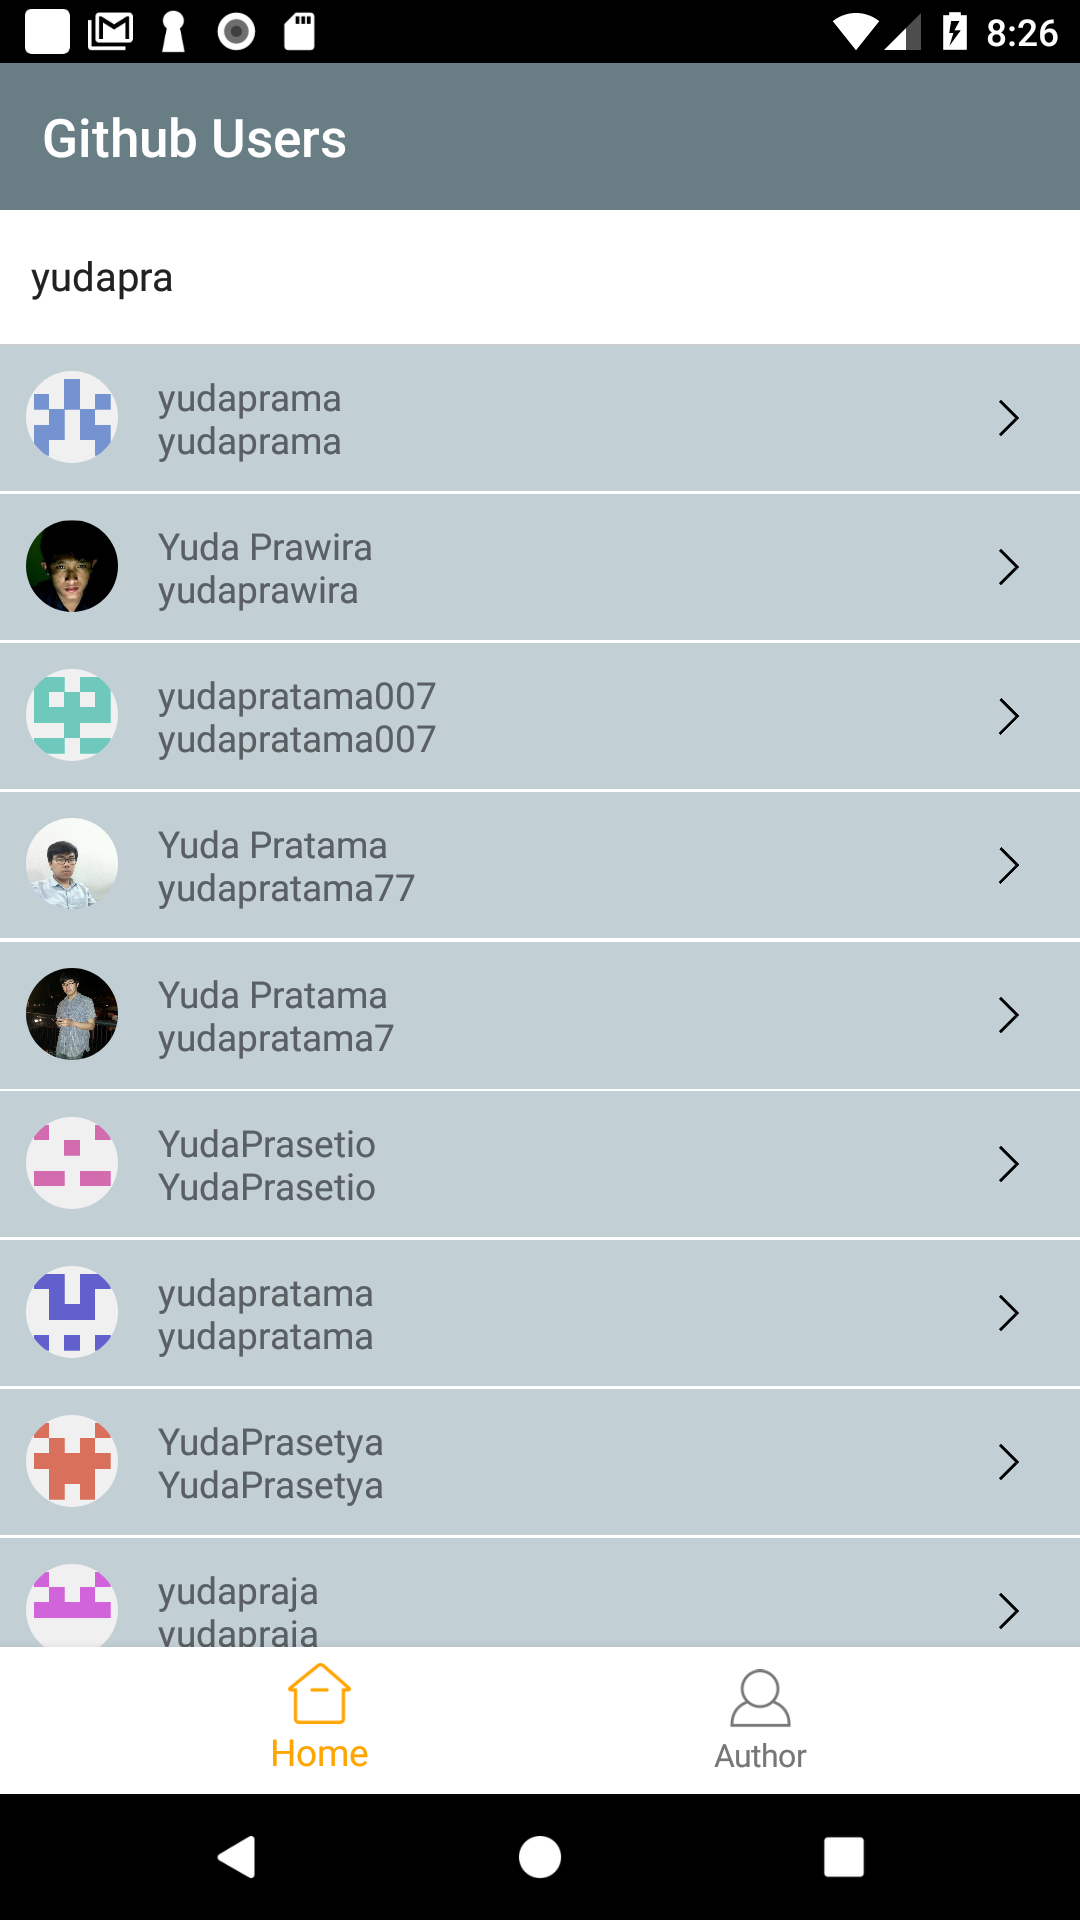 8:26
Github Users
yudapra
yudaprama
yudaprama
Yuda Prawira
yudaprawira
yudapratama007
yudapratama007
Yuda Pratama
yudapratama77
Yuda Pratama
yudapratama7
YudaPrasetio
YudaPrasetio
yudapratama
yudapratama
YudaPrasetya
YudaPrasetya
yudapraja
yudapraja
Home
Author